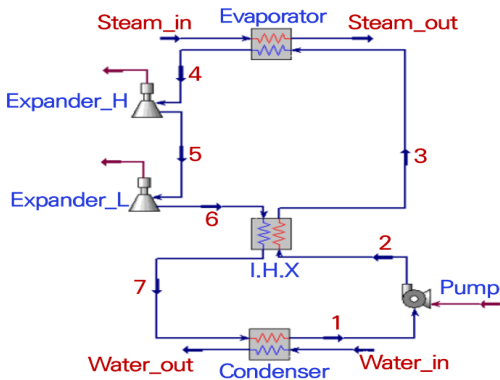 Steam_in Evaporator Steam_out
4
Expander_H
5 3
Expander_L
6
2
I.H.X
7 Pump
1
Water_out Condenser Water_in